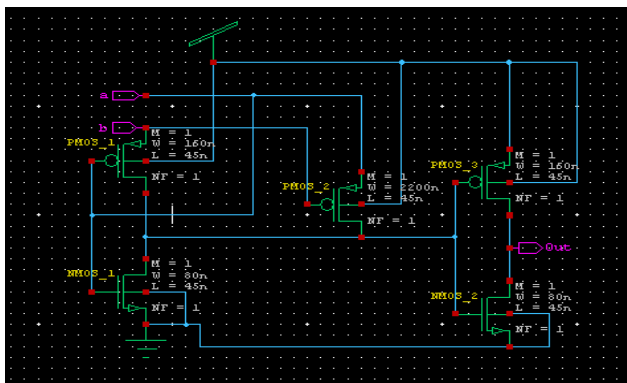 a
b
PMOS_1
M = 1
W = 160n
L = 45n
NF = 1
PMOS_2
M = 1
W = 2200n
L = 45n
NF = 1
PMOS_3
M = 1
W = 160n
L = 45n
NF = 1
Out
NMOS_1
M = 1
W = 80n
L = 45n
NF = 1
NMOS_2
M = 1
W = 80n
L = 45n
NF = 1